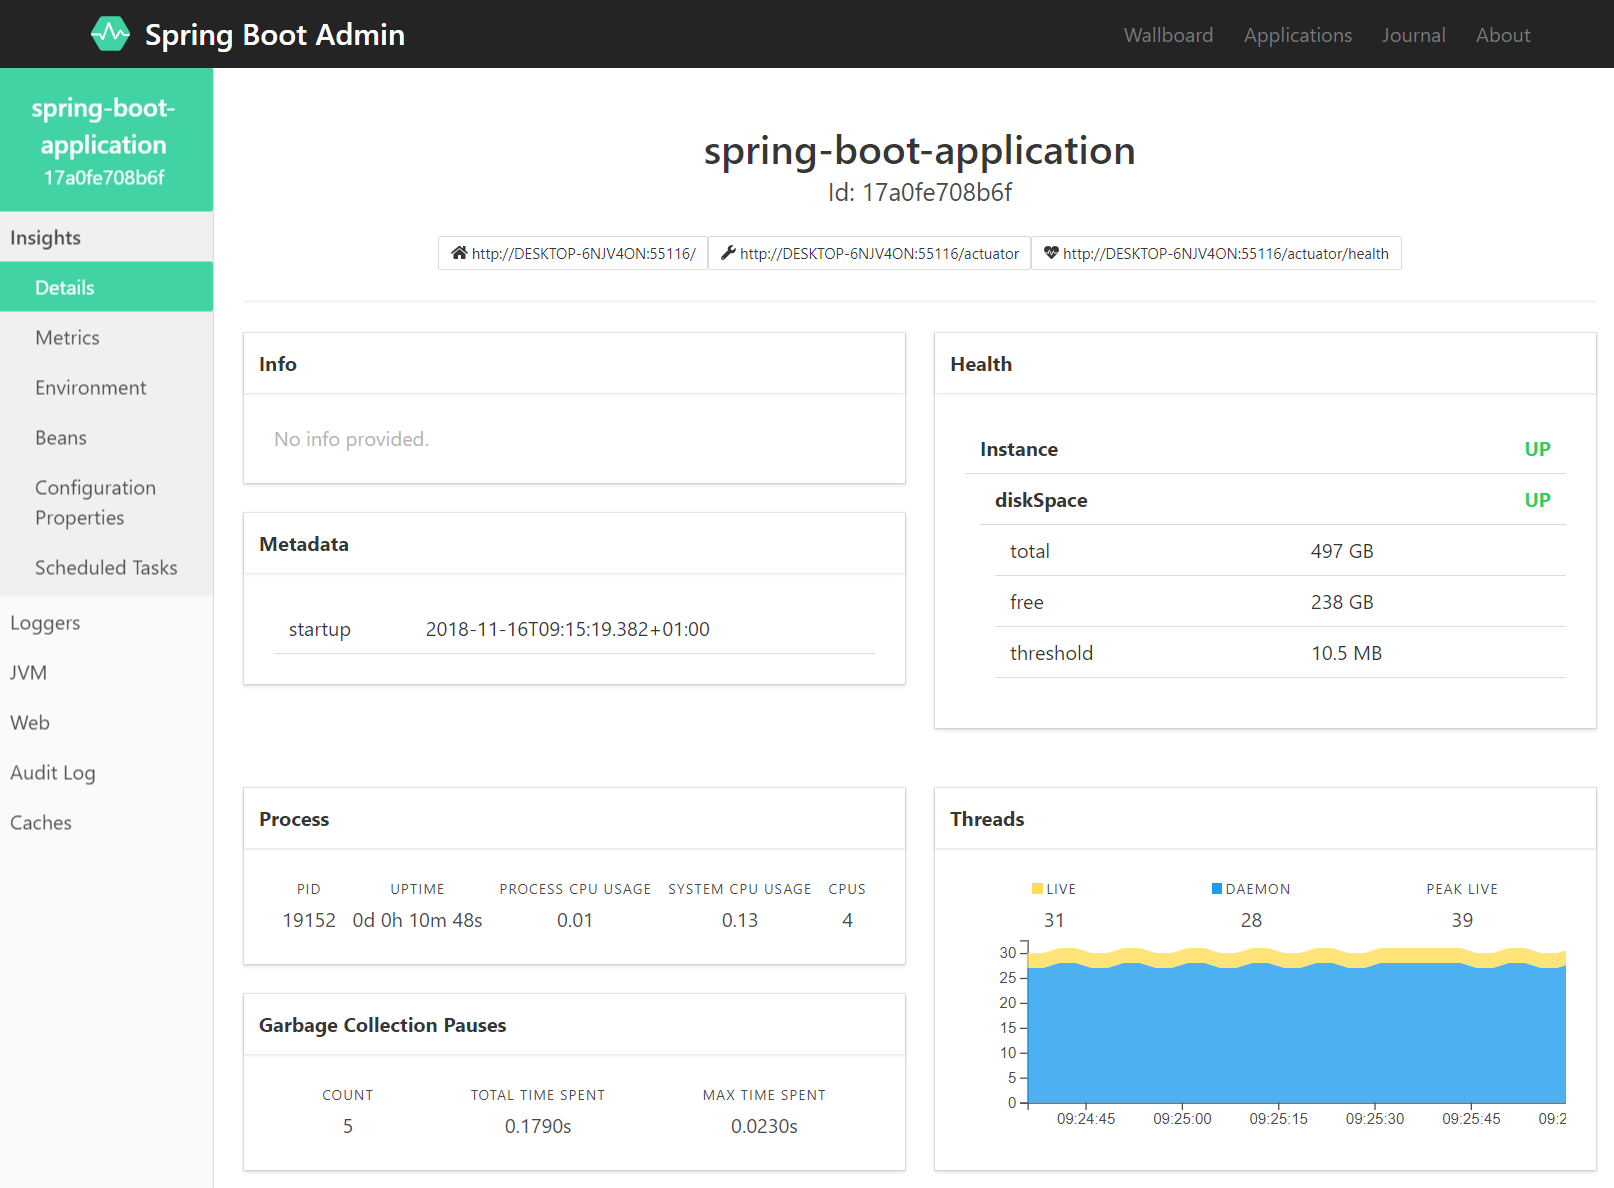 Spring Boot Admin
Wallboard Applications Journal About
spring-boot-
application
17a0fe708b6f
Insights
Details
Metrics
Environment
Beans
Configuration
Properties
Scheduled Tasks
Loggers
JVM
Web
Audit Log
Caches
spring-boot-application
Id: 17a0fe708b6f
http://DESKTOP-6NJV4ON:55116/ http://DESKTOP-6NJV4ON:55116/actuator http://DESKTOP-6NJV4ON:55116/actuator/health
Info
No info provided.
Metadata
startup 2018-11-16T09:15:19.382+01:00
Health
Instance UP
diskSpace UP
total 497 GB
free 238 GB
threshold 10.5 MB
Process
PID UPTIME PROCESS CPU USAGE SYSTEM CPU USAGE CPUS
19152 0d 0h 10m 48s 0.01 0.13 4
Garbage Collection Pauses
COUNT TOTAL TIME SPENT MAX TIME SPENT
5 0.1790s 0.0230s
Threads
LIVE DAEMON PEAK LIVE
31 28 39
30
25
20
15
10
5
0
09:24:45 09:25:00 09:25:15 09:25:30 09:25:45 09:2